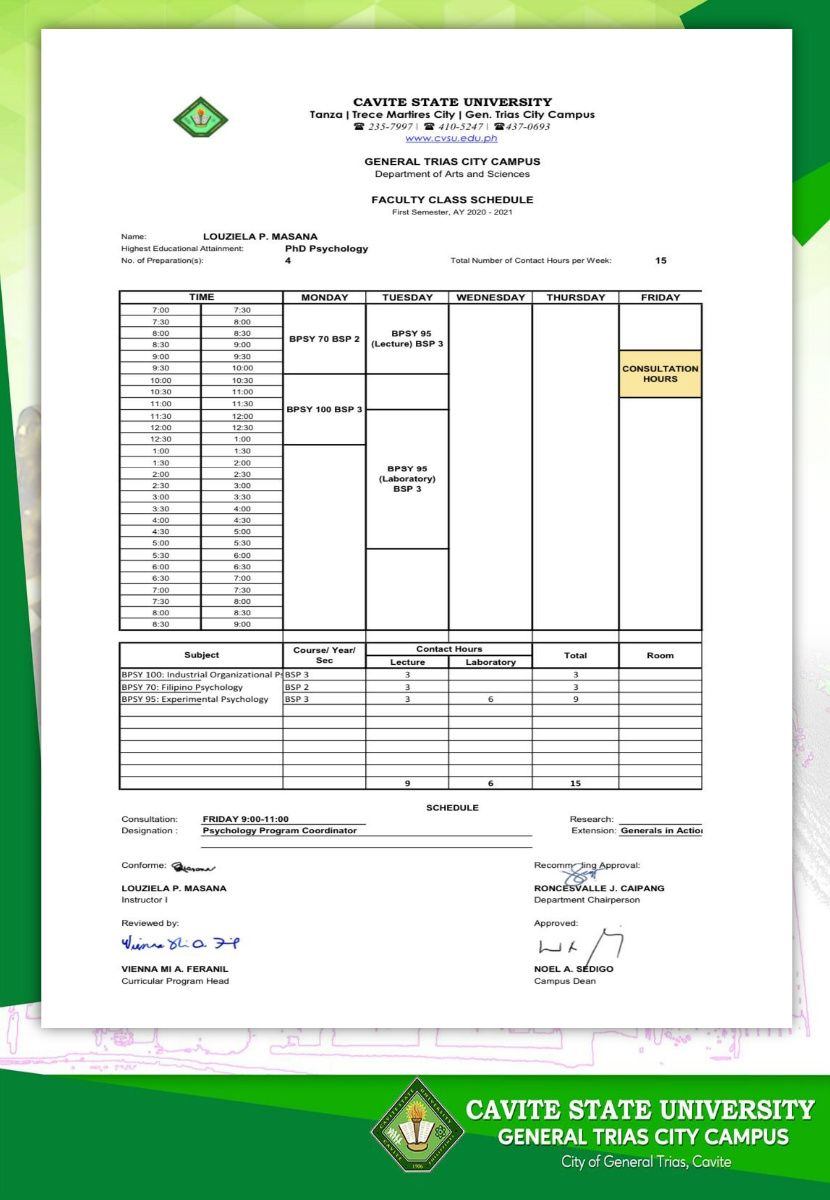 CAVITE STATE UNIVERSITY
Tanza | Trece Martires City | Gen. Trias City Campus
☎ 235-7997 | ☎ 410-5247 | ☎437-0693
www.cvsu.edu.ph
GENERAL TRIAS CITY CAMPUS
Department of Arts and Sciences
FACULTY CLASS SCHEDULE
First Semester, AY 2020 - 2021
Name: LOUZIELA P. MASANA
Highest Educational Attainment: PhD Psychology
No. of Preparation(s): 4 Total Number of Contact Hours per Week: 15
TIME MONDAY TUESDAY WEDNESDAY THURSDAY FRIDAY
7:00 7:30
7:30 8:00
8:00 8:30
8:30 9:00
9:00 9:30
9:30 10:00
10:00 10:30
10:30 11:00
11:00 11:30
11:30 12:00
12:00 12:30
12:30 1:00
1:00 1:30
1:30 2:00
2:00 2:30
2:30 3:00
3:00 3:30
3:30 4:00
4:00 4:30
4:30 5:00
5:00 5:30
5:30 6:00
6:00 6:30
6:30 7:00
7:00 7:30
7:30 8:00
8:00 8:30
8:30 9:00
BPSY 70 BSP 2
BPSY 100 BSP 3
BPSY 95
(Lecture) BSP 3
BPSY 95
(Laboratory)
BSP 3
CONSULTATION
HOURS
Subject Course/ Year/ Sec Contact Hours Total Room
Lecture Laboratory
BPSY 100: Industrial Organizational Ps BSP 3 3 3
BPSY 70: Filipino Psychology BSP 2 3 3
BPSY 95: Experimental Psychology BSP 3 3 6 9
9 6 15
SCHEDULE
Consultation: FRIDAY 9:00-11:00 Research:
Designation : Psychology Program Coordinator Extension: Generals in Action
Conforme: Recommending Approval:
LOUZIELA P. MASANA RONCESVALLE J. CAIPANG
Instructor I Department Chairperson
Reviewed by: Approved:
VIENNA MI A. FERANIL NOEL A. SEDIGO
Curricular Program Head Campus Dean
CAVITE STATE UNIVERSITY
GENERAL TRIAS CITY CAMPUS
City of General Trias, Cavite
1906